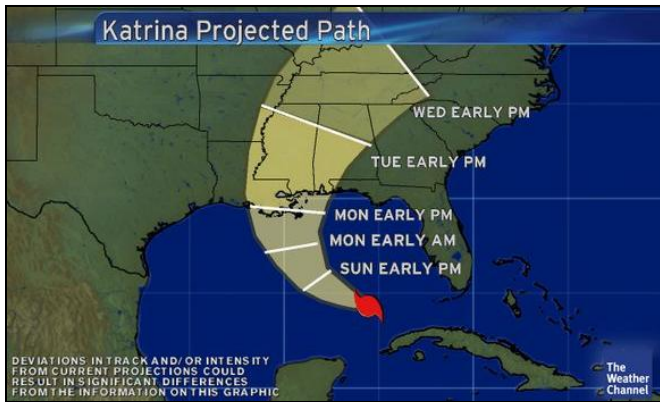 Katrina Projected Path
WED EARLY PM
TUE EARLY PM
MON EARLY PM
MON EARLY AM
SUN EARLY PM
DEVIATIONS IN TRACK AND/OR INTENSITY
FROM CURRENT PROJECTIONS COULD
RESULT IN SIGNIFICANT DIFFERENCES
FROM THE INFORMATION ON THIS GRAPHIC
The
Weather
Channel